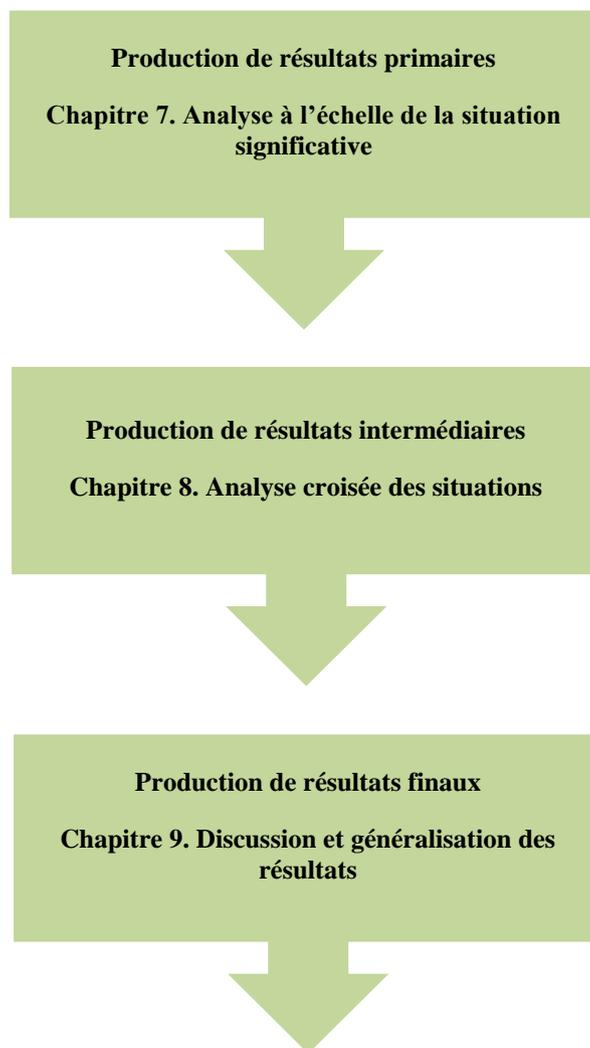 Production de résultats primaires
Chapitre 7. Analyse à l’échelle de la situation
significative
Production de résultats intermédiaires
Chapitre 8. Analyse croisée des situations
Production de résultats finaux
Chapitre 9. Discussion et généralisation des
résultats